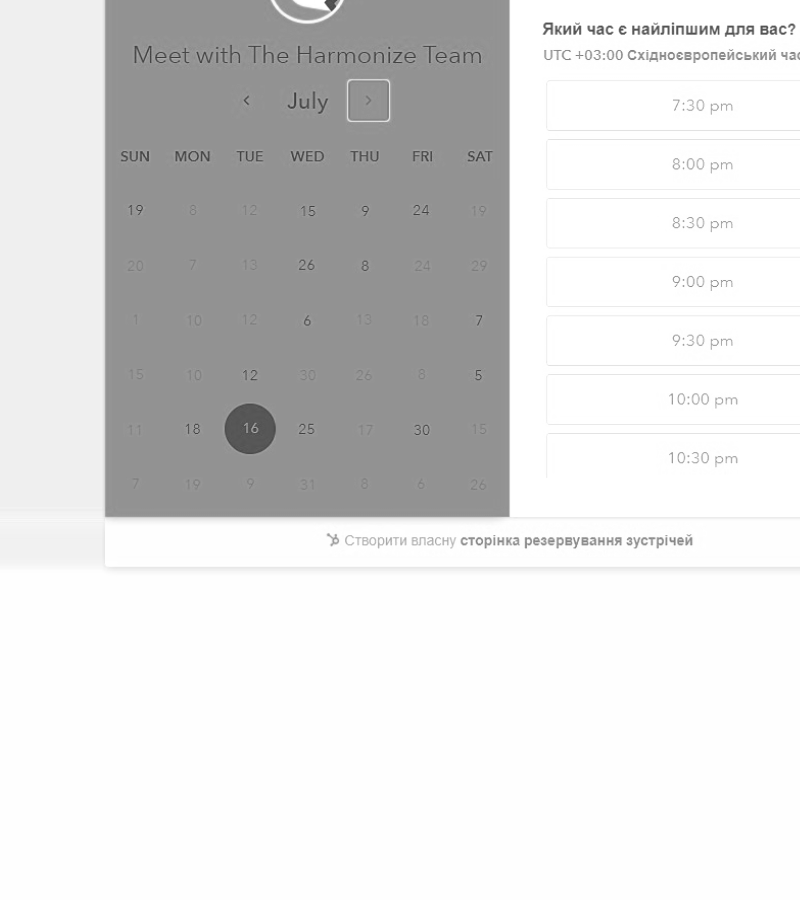 Meet with The Harmonize Team
July
SUN MON TUE WED THU FRI SAT
19 8 12 15 9 24 19
20 7 13 26 8 24 29
1 10 12 6 13 18 7
15 10 12 30 26 8 5
11 18 16 25 17 30 15
7 19 9 31 8 6 26
Який час є найліпшим для вас?
UTC +03:00 Східноєвропейський
7:30 pm
8:00 pm
8:30 pm
9:00 pm
9:30 pm
10:00 pm
10:30 pm
Створити власну сторінка резервування зустрічей